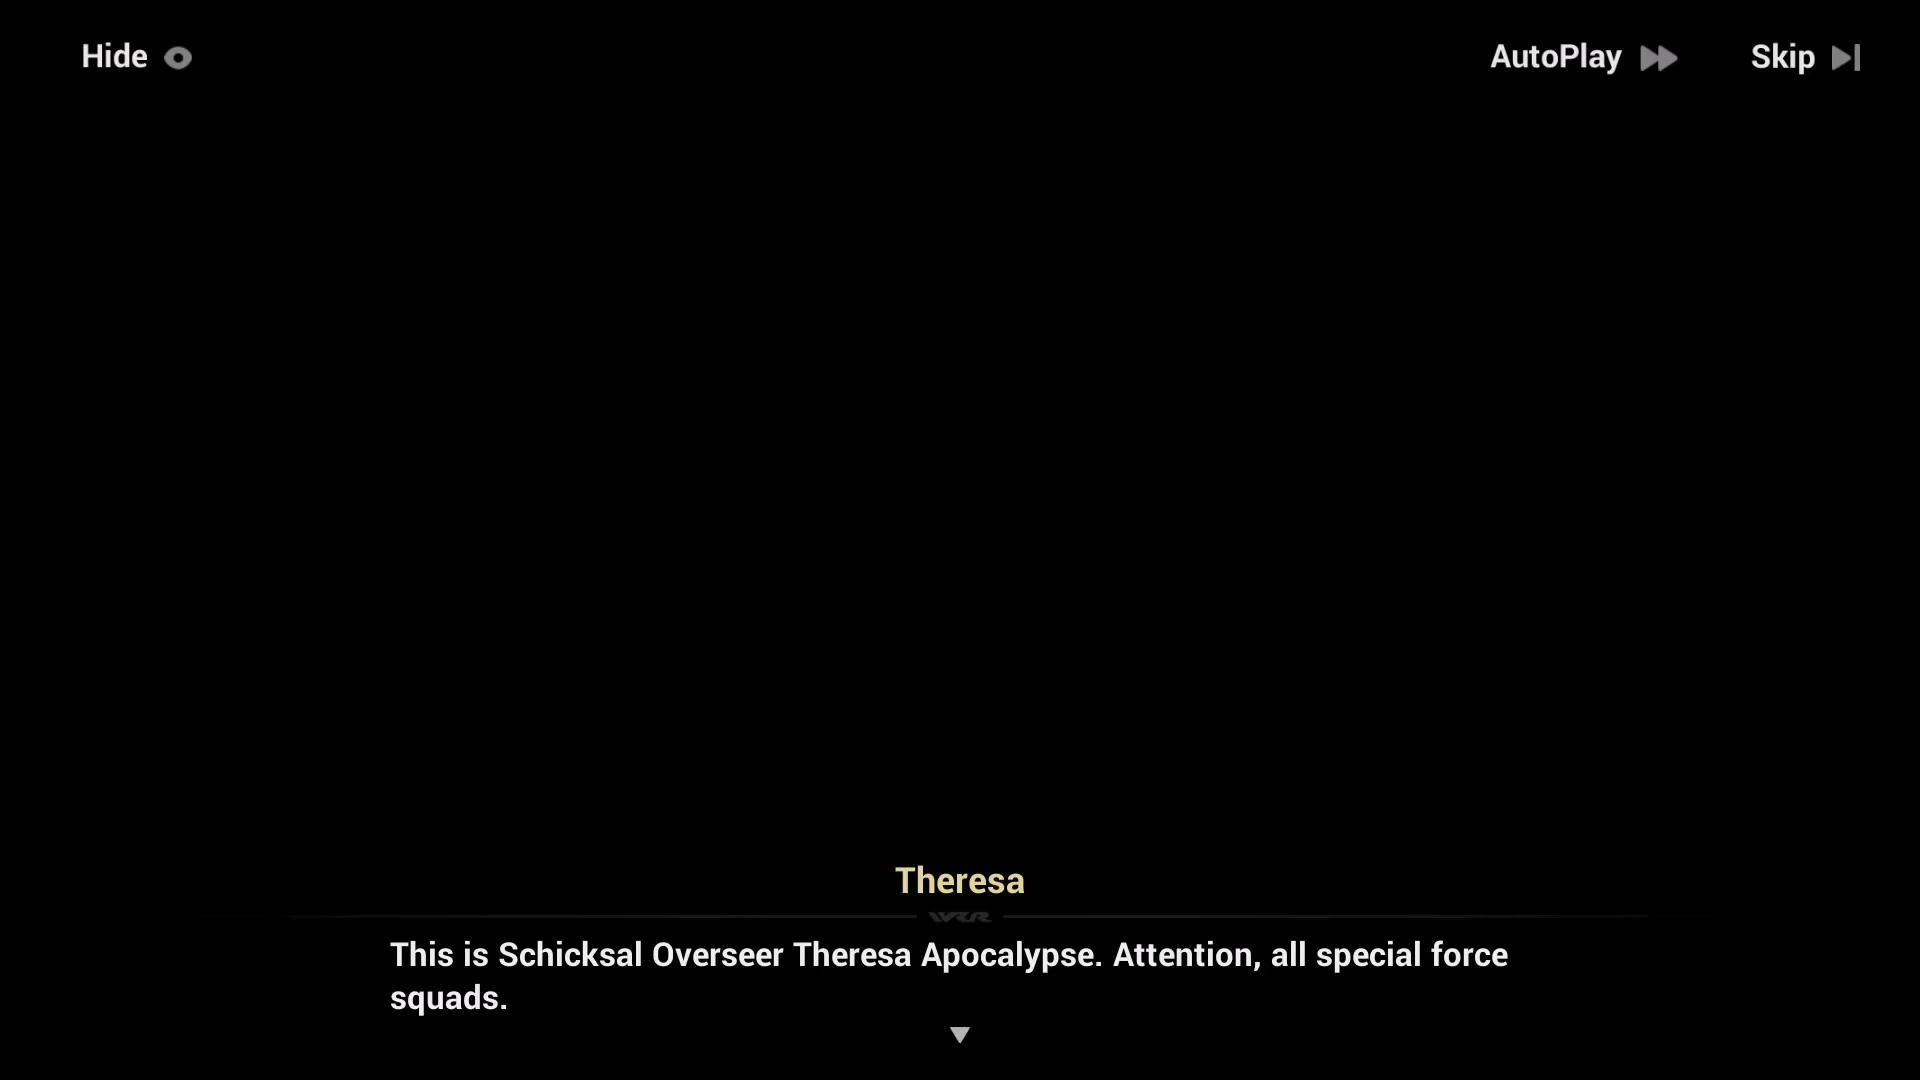 Hide
AutoPlay
Skip
Theresa
This is Schicksal Overseer Theresa Apocalypse. Attention, all special force
squads.